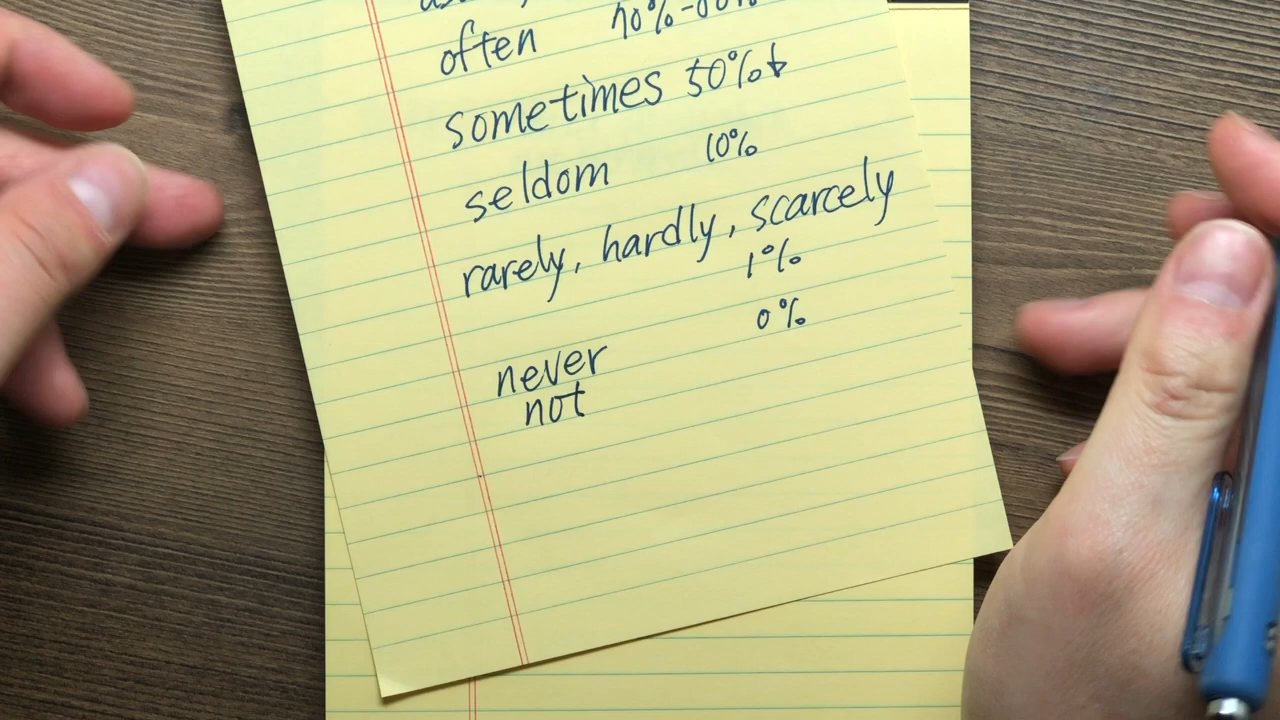 often
sometimes 50%↓
seldom 10%
rarely, hardly, scarcely
1%
0%
never
not